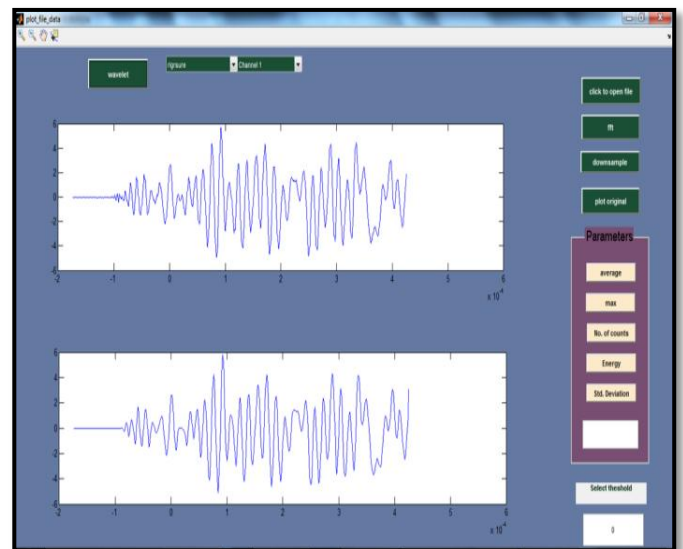 plot_file_data
wavelet
rigrsure
Channel 1
click to open file
fft
downsample
plot original
Parameters
average
max
No. of counts
Energy
Std. Deviation
Select theshold
0
6
4
2
0
-2
-4
-6
-2 -1 0 1 2 3 4 5 6
x 10^-4
6
4
2
0
-2
-4
-6
-2 -1 0 1 2 3 4 5 6
x 10^-4